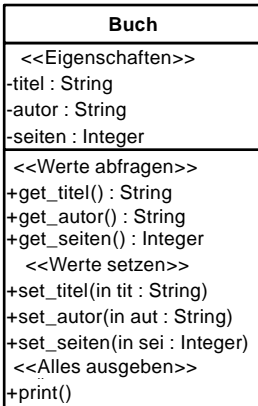 Buch
<<Eigenschaften>>
-titel : String
-autor : String
-seiten : Integer
<<Werte abfragen>>
+get_titel() : String
+get_autor() : String
+get_seiten() : Integer
<<Werte setzen>>
+set_titel(in tit : String)
+set_autor(in aut : String)
+set_seiten(in sei : Integer)
<<Alles ausgeben>>
+print()